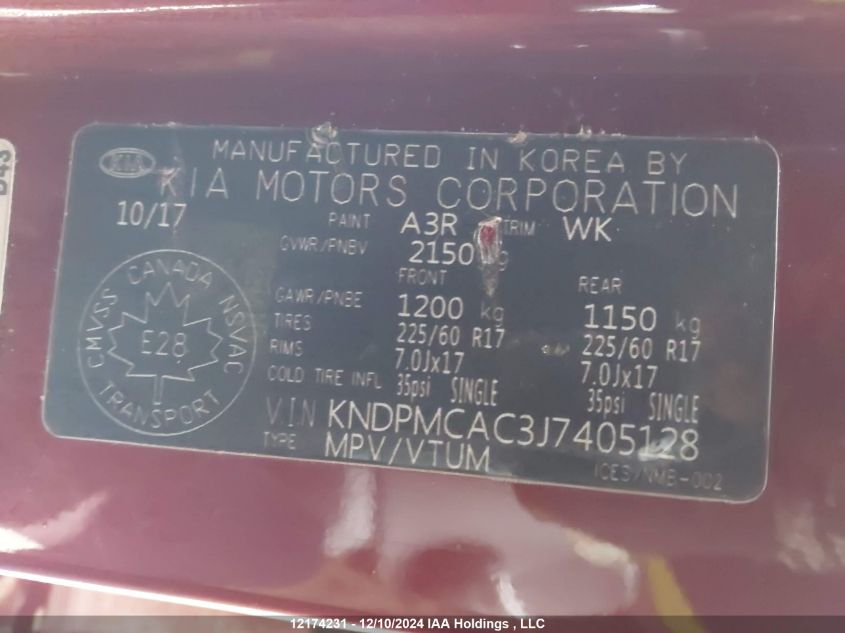 KIA
MANUFACTURED IN KOREA BY
KIA MOTORS CORPORATION
10/17 PAINT A3R TRIM WK
GVWR/PNBV 2150
FRONT REAR
GAWR/PNBE 1200 kg 1150 kg
TIRES 225/60 R17 225/60 R17
RIMS 7.0Jx17 7.0Jx17
COLD TIRE INFL 35psi SINGLE 35psi SINGLE
VIN KNDPMCAC3J7405128
TYPE MPV/VTUM
ICES/NMB-002
CANADA
CMVSS NSVAC
E28
TRANSPORT
12174231 - 12/10/2024 IAA Holdings , LLC